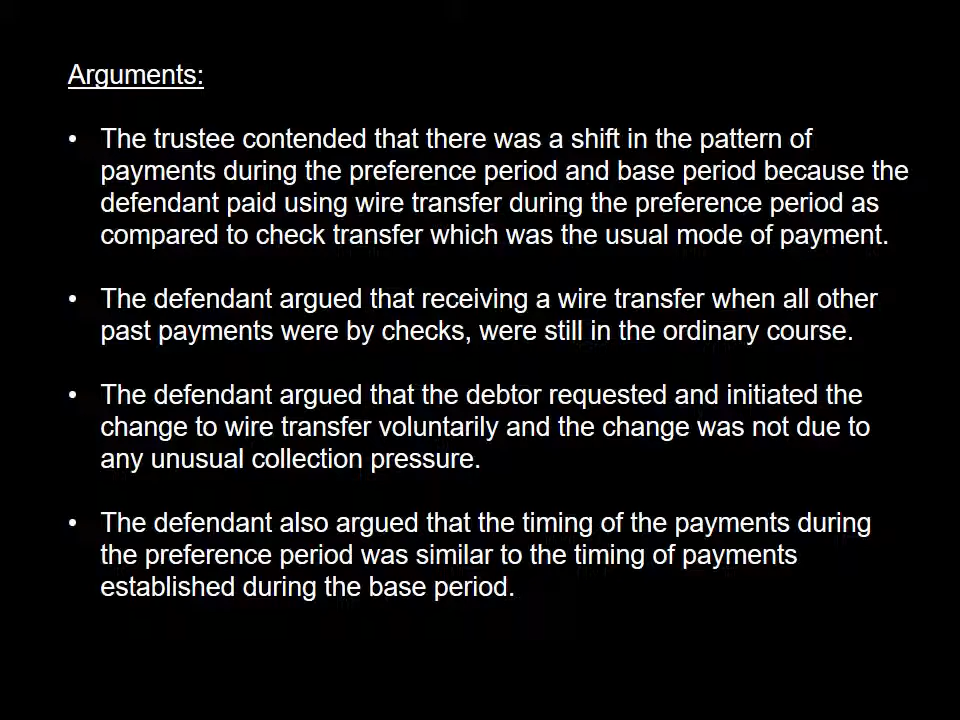 Arguments:
• The trustee contended that there was a shift in the pattern of
payments during the preference period and base period because the
defendant paid using wire transfer during the preference period as
compared to check transfer which was the usual mode of payment.
• The defendant argued that receiving a wire transfer when all other
past payments were by checks, were still in the ordinary course.
• The defendant argued that the debtor requested and initiated the
change to wire transfer voluntarily and the change was not due to
any unusual collection pressure.
• The defendant also argued that the timing of the payments during
the preference period was similar to the timing of payments
established during the base period.